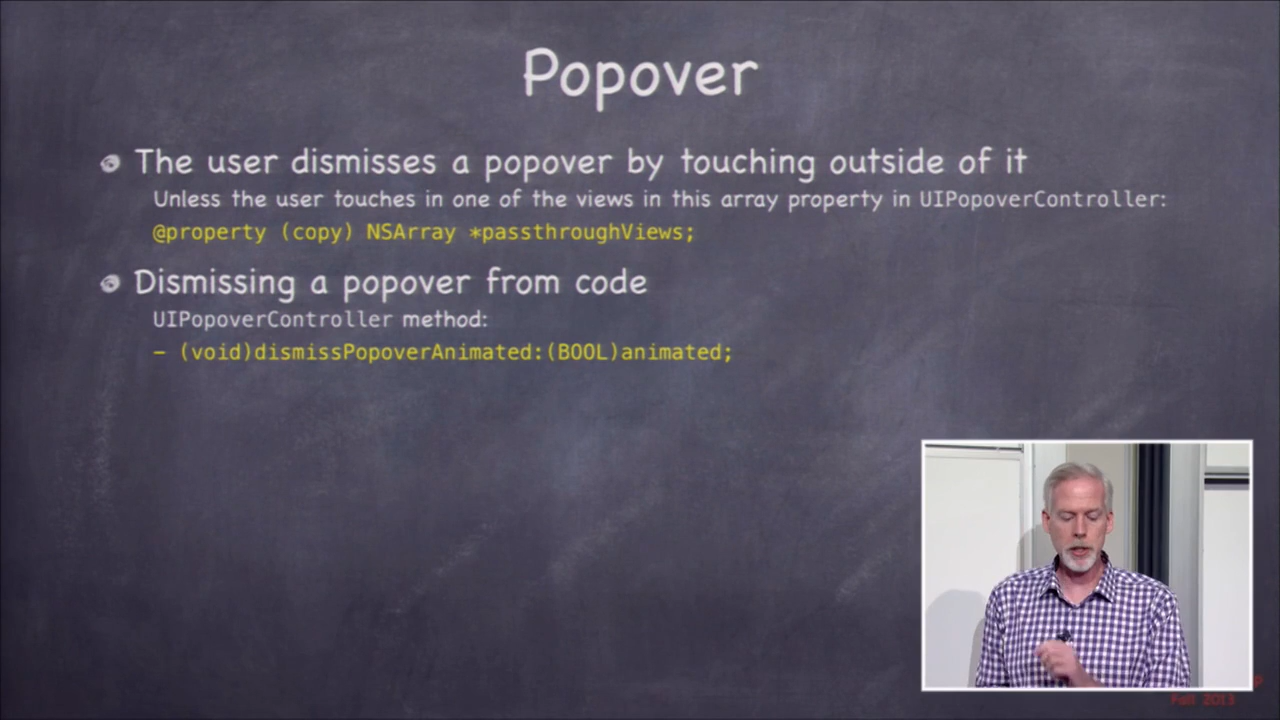 Popover
The user dismisses a popover by touching outside of it
Unless the user touches in one of the views in this array property in UIPopoverController:
@property (copy) NSArray *passthroughViews;
Dismissing a popover from code
UIPopoverController method:
- (void)dismissPopoverAnimated:(BOOL)animated;
Fall 2013